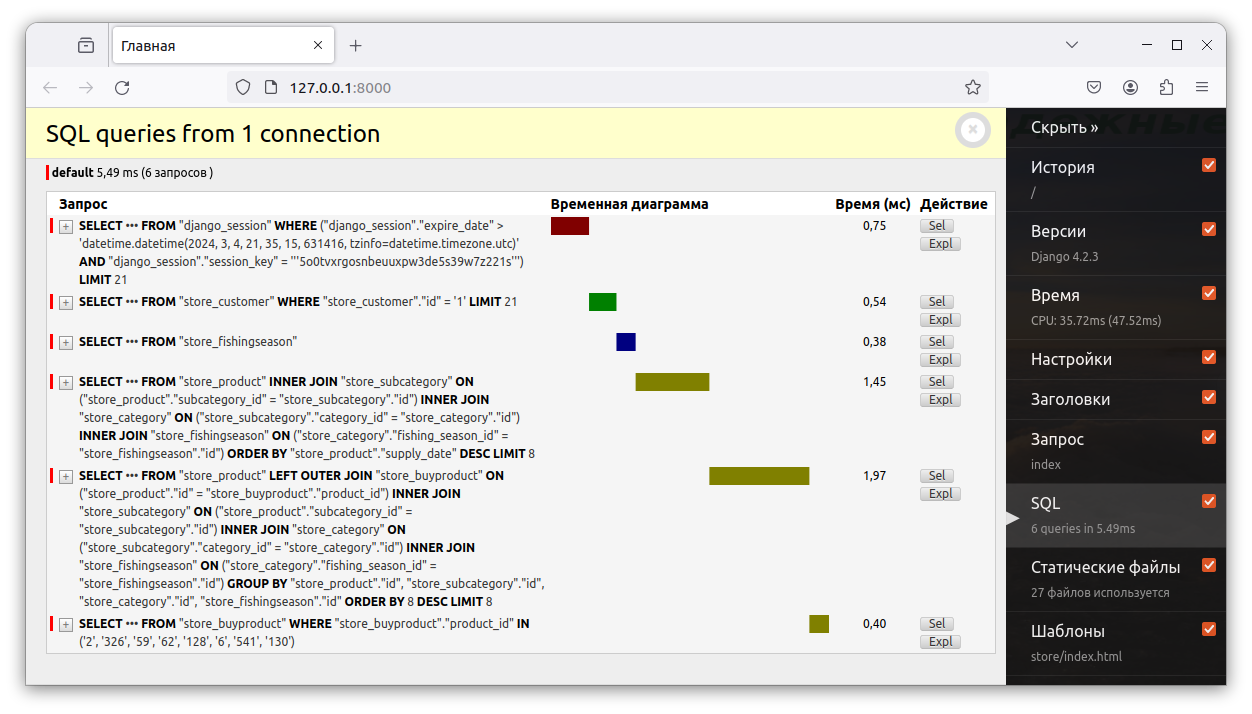 Главная
127.0.0.1:8000
SQL queries from 1 connection
default 5,49 ms (6 запросов )
Запрос Временная диаграмма Время (мс) Действие
SELECT ••• FROM "django_session" WHERE ("django_session"."expire_date" > 0,75 Sel
'datetime.datetime(2024, 3, 4, 21, 35, 15, 631416, tzinfo=datetime.timezone.utc)' Expl
AND "django_session"."session_key" = '''5o0tvxrgosnbeuuxpw3de5s39w7z221s''')
LIMIT 21
SELECT ••• FROM "store_customer" WHERE "store_customer"."id" = '1' LIMIT 21 0,54 Sel
Expl
SELECT ••• FROM "store_fishingseason" 0,38 Sel
Expl
SELECT ••• FROM "store_product" INNER JOIN "store_subcategory" ON 1,45 Sel
("store_product"."subcategory_id" = "store_subcategory"."id") INNER JOIN Expl
"store_category" ON ("store_subcategory"."category_id" = "store_category"."id")
INNER JOIN "store_fishingseason" ON ("store_category"."fishing_season_id" =
"store_fishingseason"."id") ORDER BY "store_product"."supply_date" DESC LIMIT 8
SELECT ••• FROM "store_product" LEFT OUTER JOIN "store_buyproduct" ON 1,97 Sel
("store_product"."id" = "store_buyproduct"."product_id") INNER JOIN Expl
"store_subcategory" ON ("store_product"."subcategory_id" =
"store_subcategory"."id") INNER JOIN "store_category" ON
("store_subcategory"."category_id" = "store_category"."id") INNER JOIN
"store_fishingseason" ON ("store_category"."fishing_season_id" =
"store_fishingseason"."id") GROUP BY "store_product"."id", "store_subcategory"."id",
"store_category"."id", "store_fishingseason"."id" ORDER BY 8 DESC LIMIT 8
SELECT ••• FROM "store_buyproduct" WHERE "store_buyproduct"."product_id" IN 0,40 Sel
('2', '326', '59', '62', '128', '6', '541', '130') Expl
Скрыть »
История
/
Версии
Django 4.2.3
Время
CPU: 35.72ms (47.52ms)
Настройки
Заголовки
Запрос
index
SQL
6 queries in 5.49ms
Статические файлы
27 файлов используется
Шаблоны
store/index.html